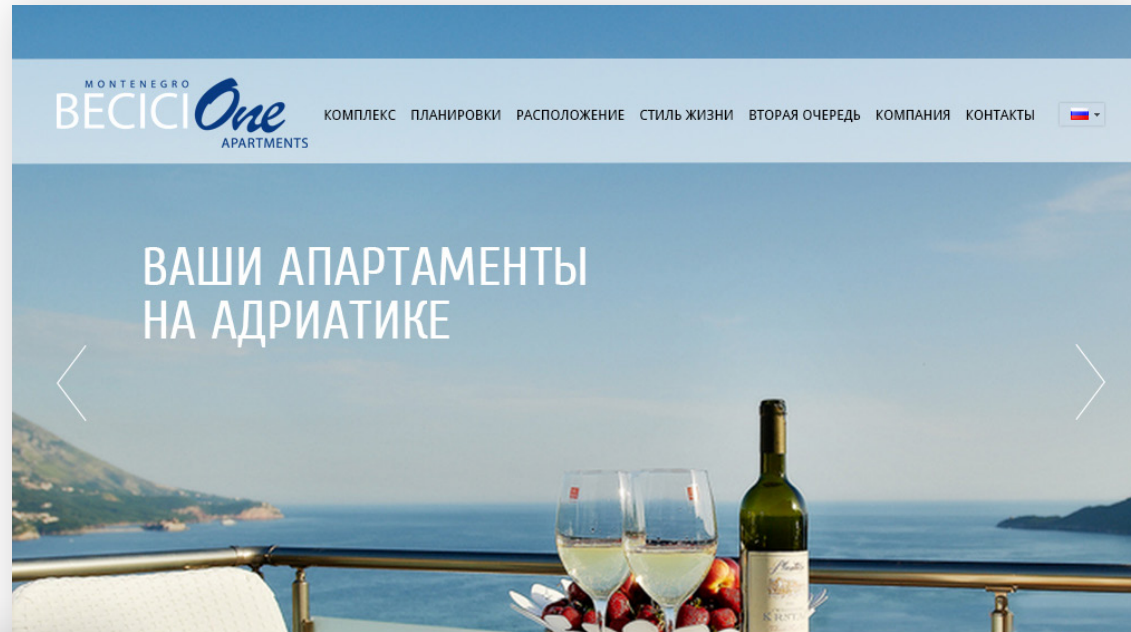 MONTENEGRO
BECICI One
APARTMENTS
КОМПЛЕКС ПЛАНИРОВКИ РАСПОЛОЖЕНИЕ СТИЛЬ ЖИЗНИ ВТОРАЯ ОЧЕРЕДЬ КОМПАНИЯ КОНТАКТЫ
ВАШИ АПАРТАМЕНТЫ
НА АДРИАТИКЕ